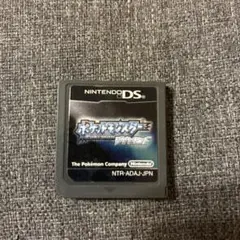 NINTENDO DS
ポケットモンスター
The Pokémon Company Nintendo
NTR-ADAJ-JPN